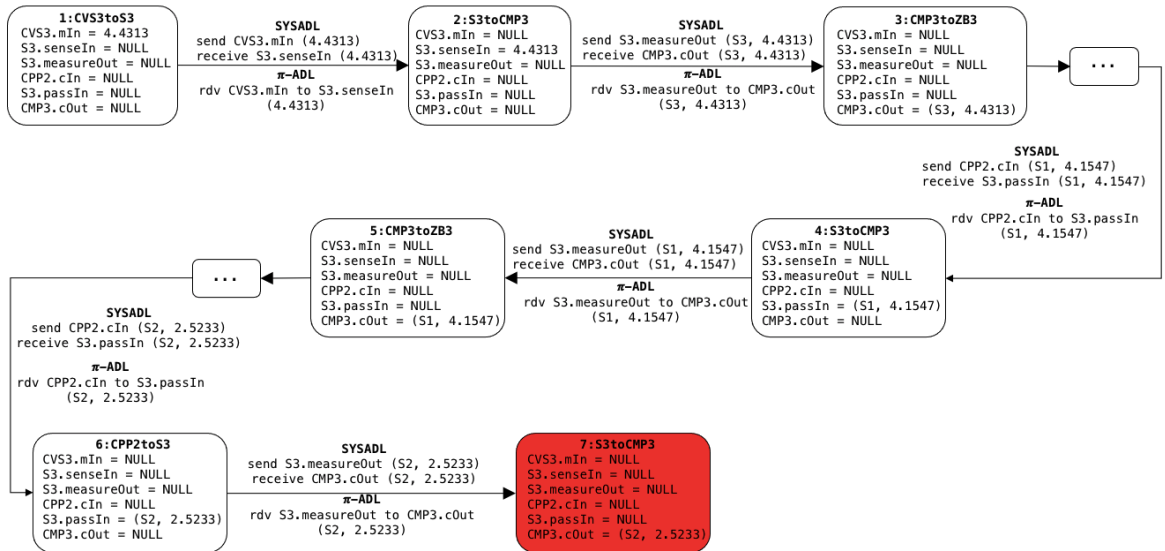 1:CVS3toS3
CVS3.mIn = 4.4313
S3.senseIn = NULL
S3.measureOut = NULL
CPP2.cIn = NULL
S3.passIn = NULL
CMP3.cOut = NULL
SYSADL
send CVS3.mIn (4.4313)
receive S3.senseIn (4.4313)
π-ADL
rdv CVS3.mIn to S3.senseIn
(4.4313)
2:S3toCMP3
CVS3.mIn = NULL
S3.senseIn = 4.4313
S3.measureOut = NULL
CPP2.cIn = NULL
S3.passIn = NULL
CMP3.cOut = NULL
SYSADL
send S3.measureOut (S3, 4.4313)
receive CMP3.cOut (S3, 4.4313)
π-ADL
rdv S3.measureOut to CMP3.cOut
(S3, 4.4313)
3:CMP3toZB3
CVS3.mIn = NULL
S3.senseIn = NULL
S3.measureOut = NULL
CPP2.cIn = NULL
S3.passIn = NULL
CMP3.cOut = (S3, 4.4313)
...
SYSADL
send CPP2.cIn (S1, 4.1547)
receive S3.passIn (S1, 4.1547)
π-ADL
rdv CPP2.cIn to S3.passIn
(S1, 4.1547)
4:S3toCMP3
CVS3.mIn = NULL
S3.senseIn = NULL
S3.measureOut = NULL
CPP2.cIn = NULL
S3.passIn = (S1, 4.1547)
CMP3.cOut = NULL
SYSADL
send S3.measureOut (S1, 4.1547)
receive CMP3.cOut (S1, 4.1547)
π-ADL
rdv S3.measureOut to CMP3.cOut
(S1, 4.1547)
5:CMP3toZB3
CVS3.mIn = NULL
S3.senseIn = NULL
S3.measureOut = NULL
CPP2.cIn = NULL
S3.passIn = NULL
CMP3.cOut = (S1, 4.1547)
...
SYSADL
send CPP2.cIn (S2, 2.5233)
receive S3.passIn (S2, 2.5233)
π-ADL
rdv CPP2.cIn to S3.passIn
(S2, 2.5233)
6:CPP2toS3
CVS3.mIn = NULL
S3.senseIn = NULL
S3.measureOut = NULL
CPP2.cIn = NULL
S3.passIn = (S2, 2.5233)
CMP3.cOut = NULL
SYSADL
send S3.measureOut (S2, 2.5233)
receive CMP3.cOut (S2, 2.5233)
π-ADL
rdv S3.measureOut to CMP3.cOut
(S2, 2.5233)
7:S3toCMP3
CVS3.mIn = NULL
S3.senseIn = NULL
S3.measureOut = NULL
CPP2.cIn = NULL
S3.passIn = NULL
CMP3.cOut = (S2, 2.5233)